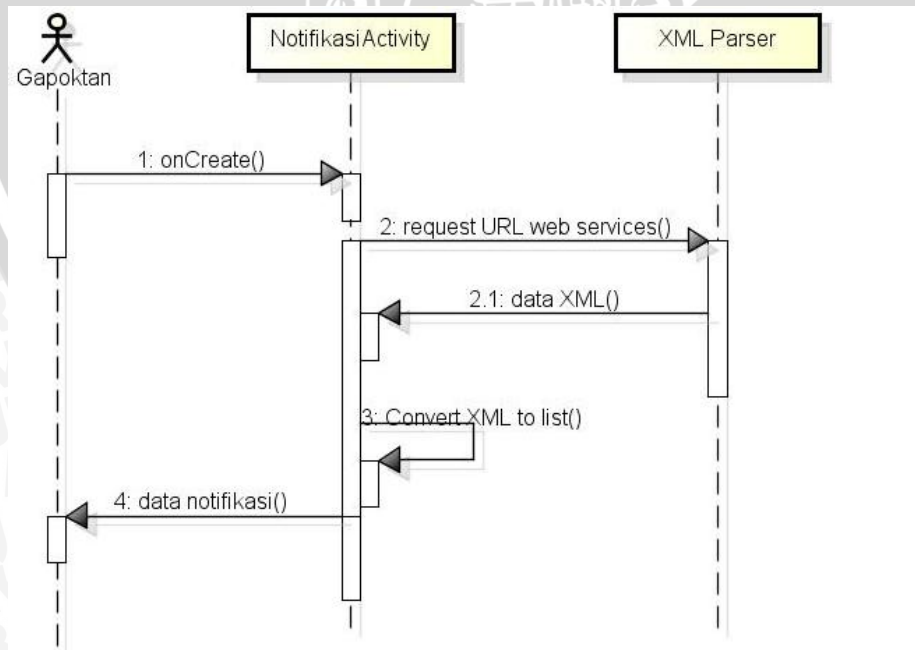 Gapoktan
NotifikasiActivity
XML Parser
1: onCreate()
2: request URL web services()
2.1: data XML()
3: Convert XML to list()
4: data notifikasi()